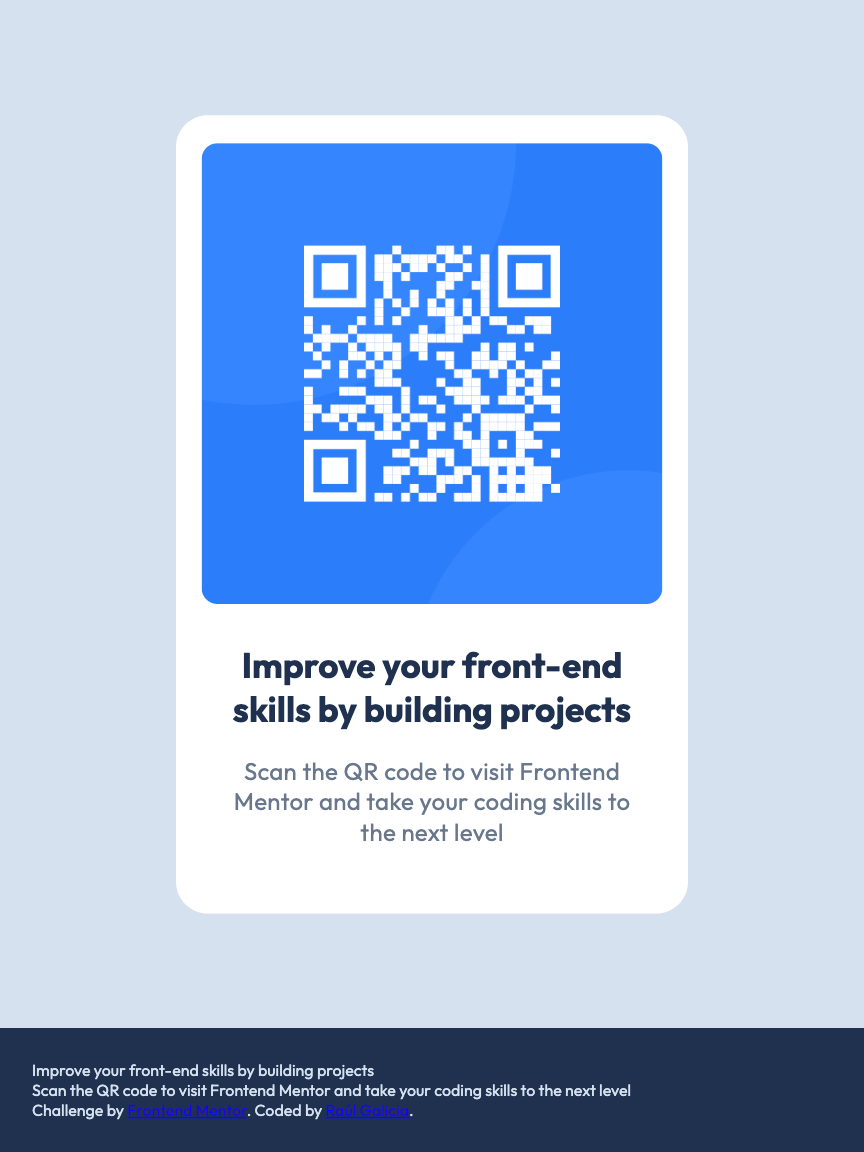 Improve your front-end
skills by building projects
Scan the QR code to visit Frontend
Mentor and take your coding skills to
the next level
Improve your front-end skills by building projects
Scan the QR code to visit Frontend Mentor and take your coding skills to the next level
Challenge by Frontend Mentor. Coded by Raúl Galicia.